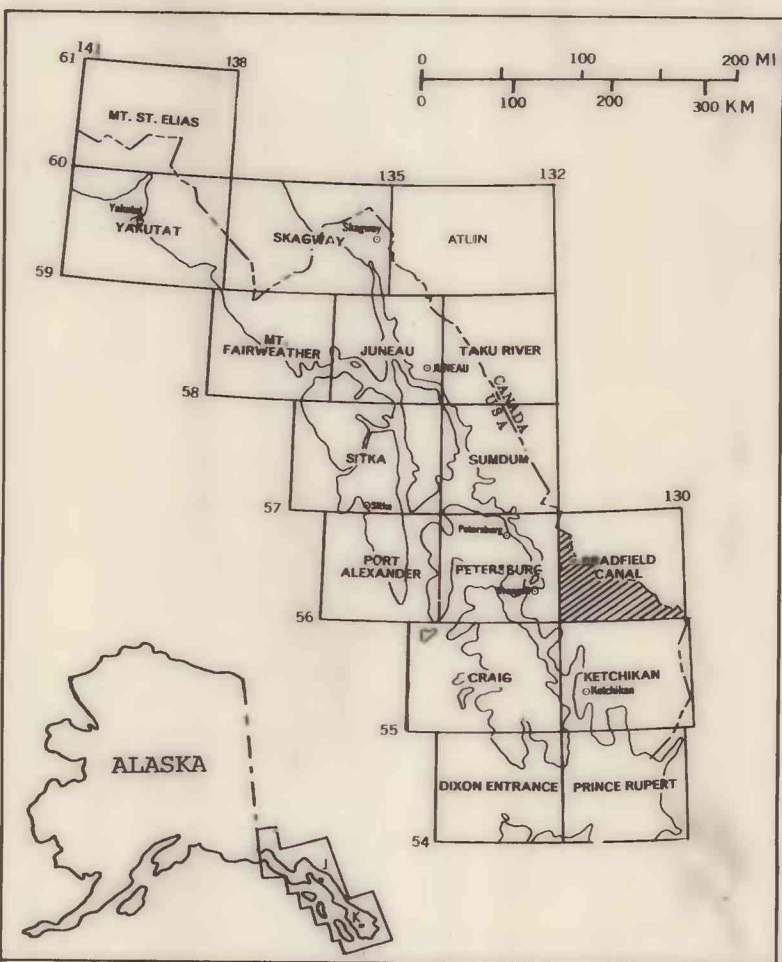 141
61
138
0 100 200 MI
0 100 200 300 KM
MT. ST. ELIAS
60
135
132
Yakutat
YAKUTAT
SKAGWAY
Skagway
ATLIN
59
MT
FAIRWEATHER
JUNEAU
JUNEAU
TAKU RIVER
58
CANADA
USA
SITKA
Sitka
SUMDUM
57
130
Petersburg
PORT
ALEXANDER
PETERSBURG
ADFIELD
CANAL
56
CRAIG
KETCHIKAN
Ketchikan
55
ALASKA
DIXON ENTRANCE
PRINCE RUPERT
54
J
K